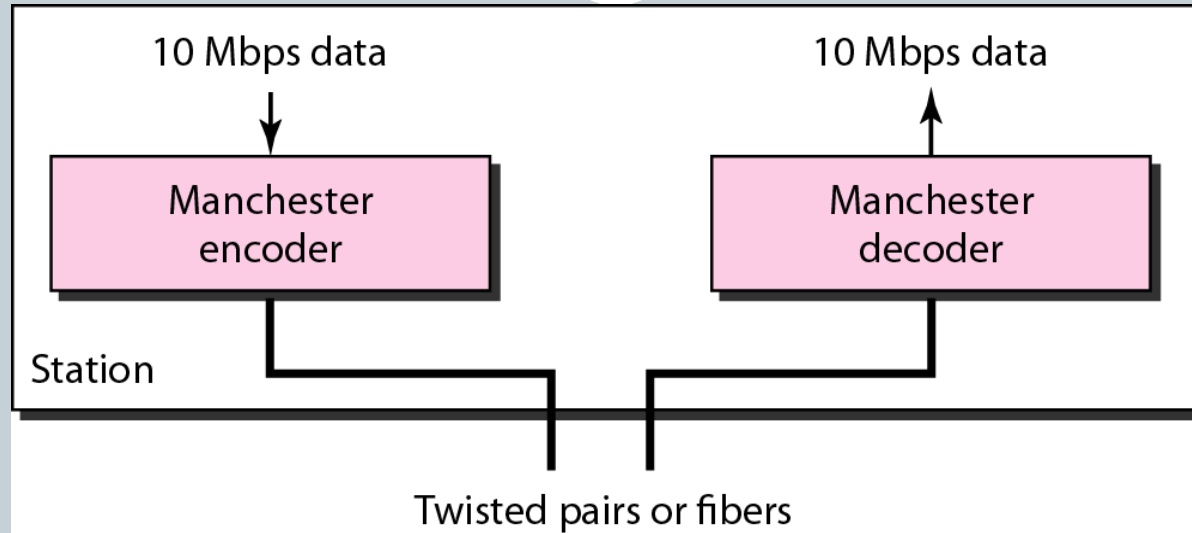 10 Mbps data
10 Mbps data
Manchester
encoder
Manchester
decoder
Station
Twisted pairs or fibers